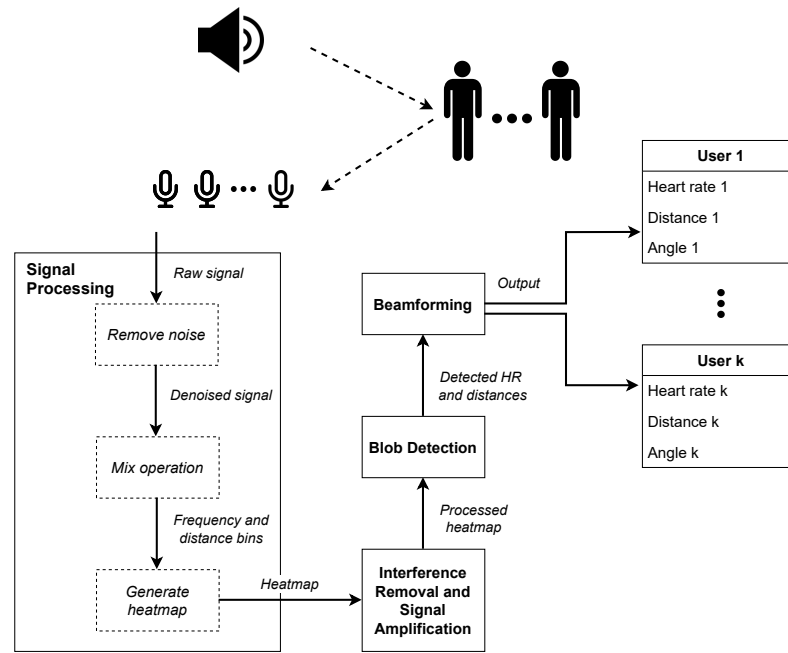 Signal
Processing
Raw signal
Remove noise
Denoised signal
Mix operation
Frequency and
distance bins
Generate
heatmap
Heatmap
Interference
Removal and
Signal
Amplification
Processed
heatmap
Blob Detection
Detected HR
and distances
Beamforming
Output
User 1
Heart rate 1
Distance 1
Angle 1
User k
Heart rate k
Distance k
Angle k